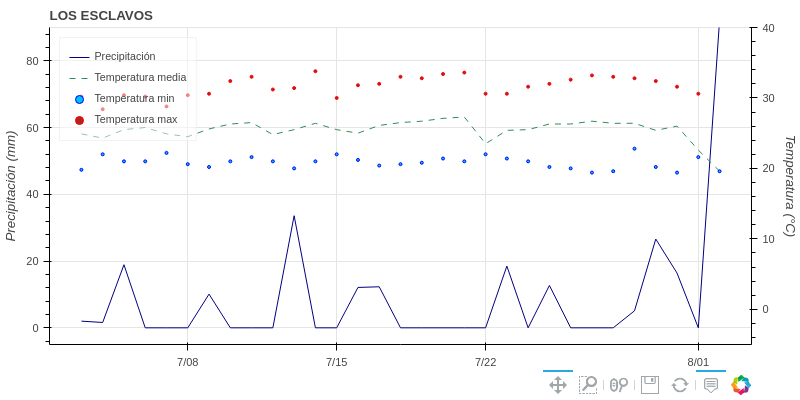 LOS ESCLAVOS
Precipitación
Temperatura media
Temperatura min
Temperatura max
Precipitación (mm)
80
60
40
20
0
Temperatura (°C)
40
30
20
10
0
7/08
7/15
7/22
8/01